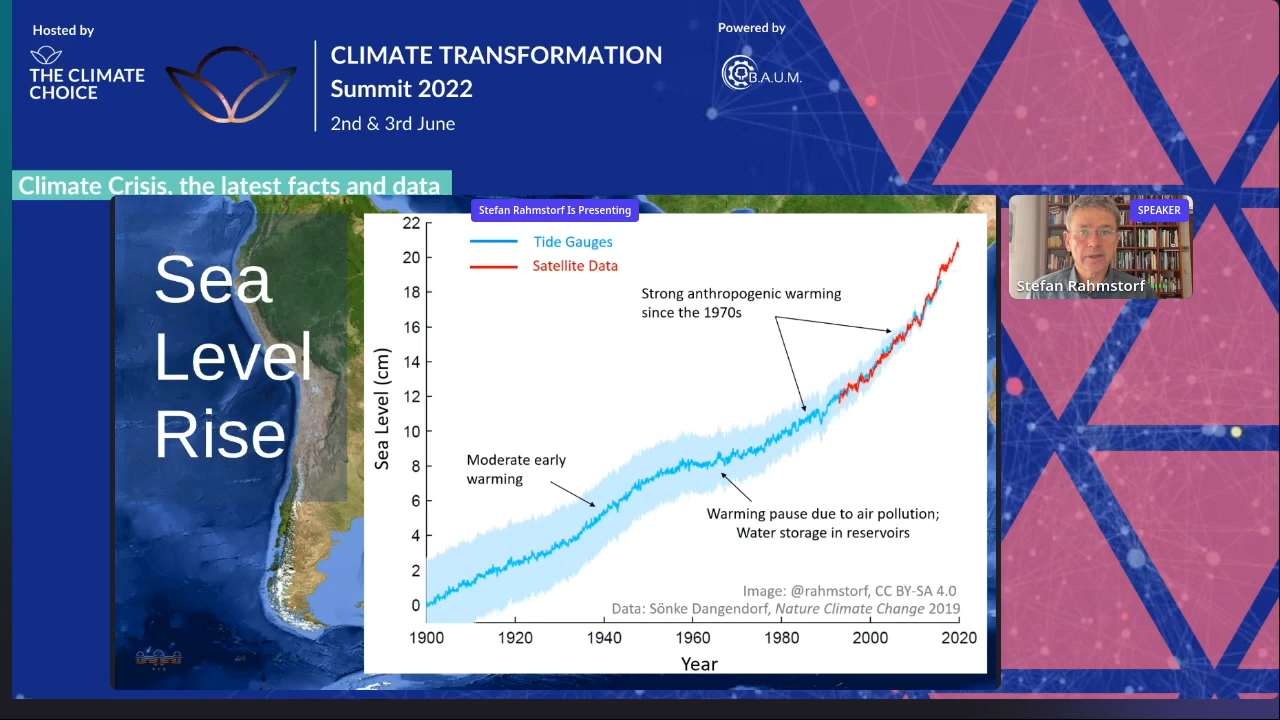 Hosted by
THE CLIMATE
CHOICE
CLIMATE TRANSFORMATION
Summit 2022
2nd & 3rd June
Powered by
B.A.U.M.
Climate Crisis, the latest facts and data
Stefan Rahmstorf Is Presenting
SPEAKER
Stefan Rahmstorf
Sea
Level
Rise
22
20
18
16
14
12
10
8
6
4
2
0
Sea Level (cm)
Tide Gauges
Satellite Data
Strong anthropogenic warming
since the 1970s
Moderate early
warming
Warming pause due to air pollution;
Water storage in reservoirs
Image: @rahmstorf, CC BY-SA 4.0
Data: Sönke Dangendorf, Nature Climate Change 2019
1900 1920 1940 1960 1980 2000 2020
Year